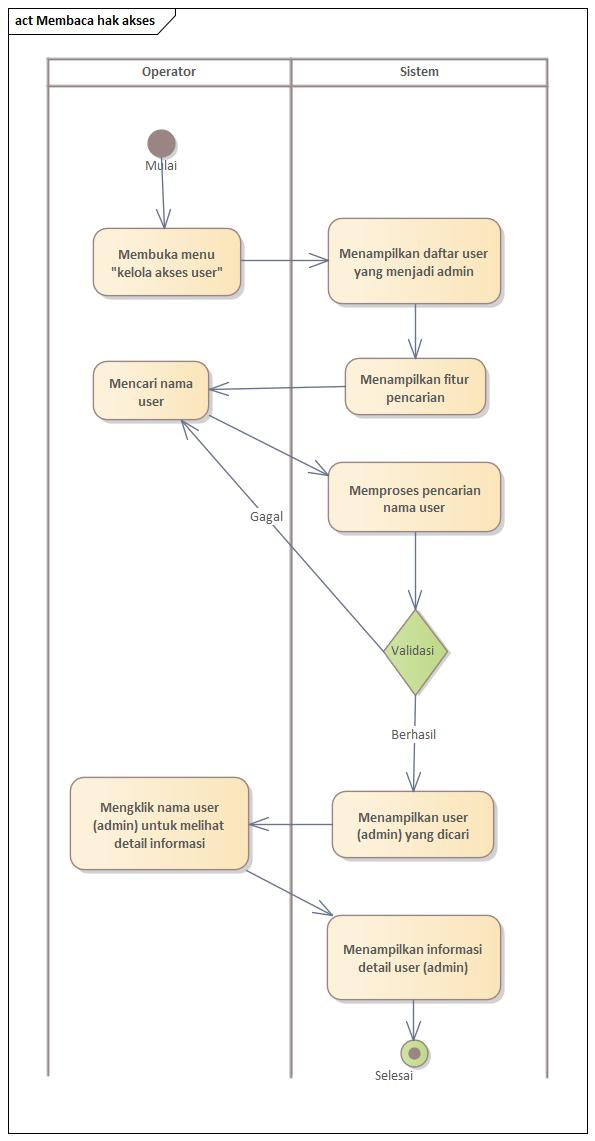 act Membaca hak akses
Operator
Sistem
Mulai
Membuka menu
"kelola akses user"
Menampilkan daftar user
yang menjadi admin
Mencari nama
user
Menampilkan fitur
pencarian
Memproses pencarian
nama user
Gagal
Validasi
Berhasil
Mengklik nama user
(admin) untuk melihat
detail informasi
Menampilkan user
(admin) yang dicari
Menampilkan informasi
detail user (admin)
Selesai